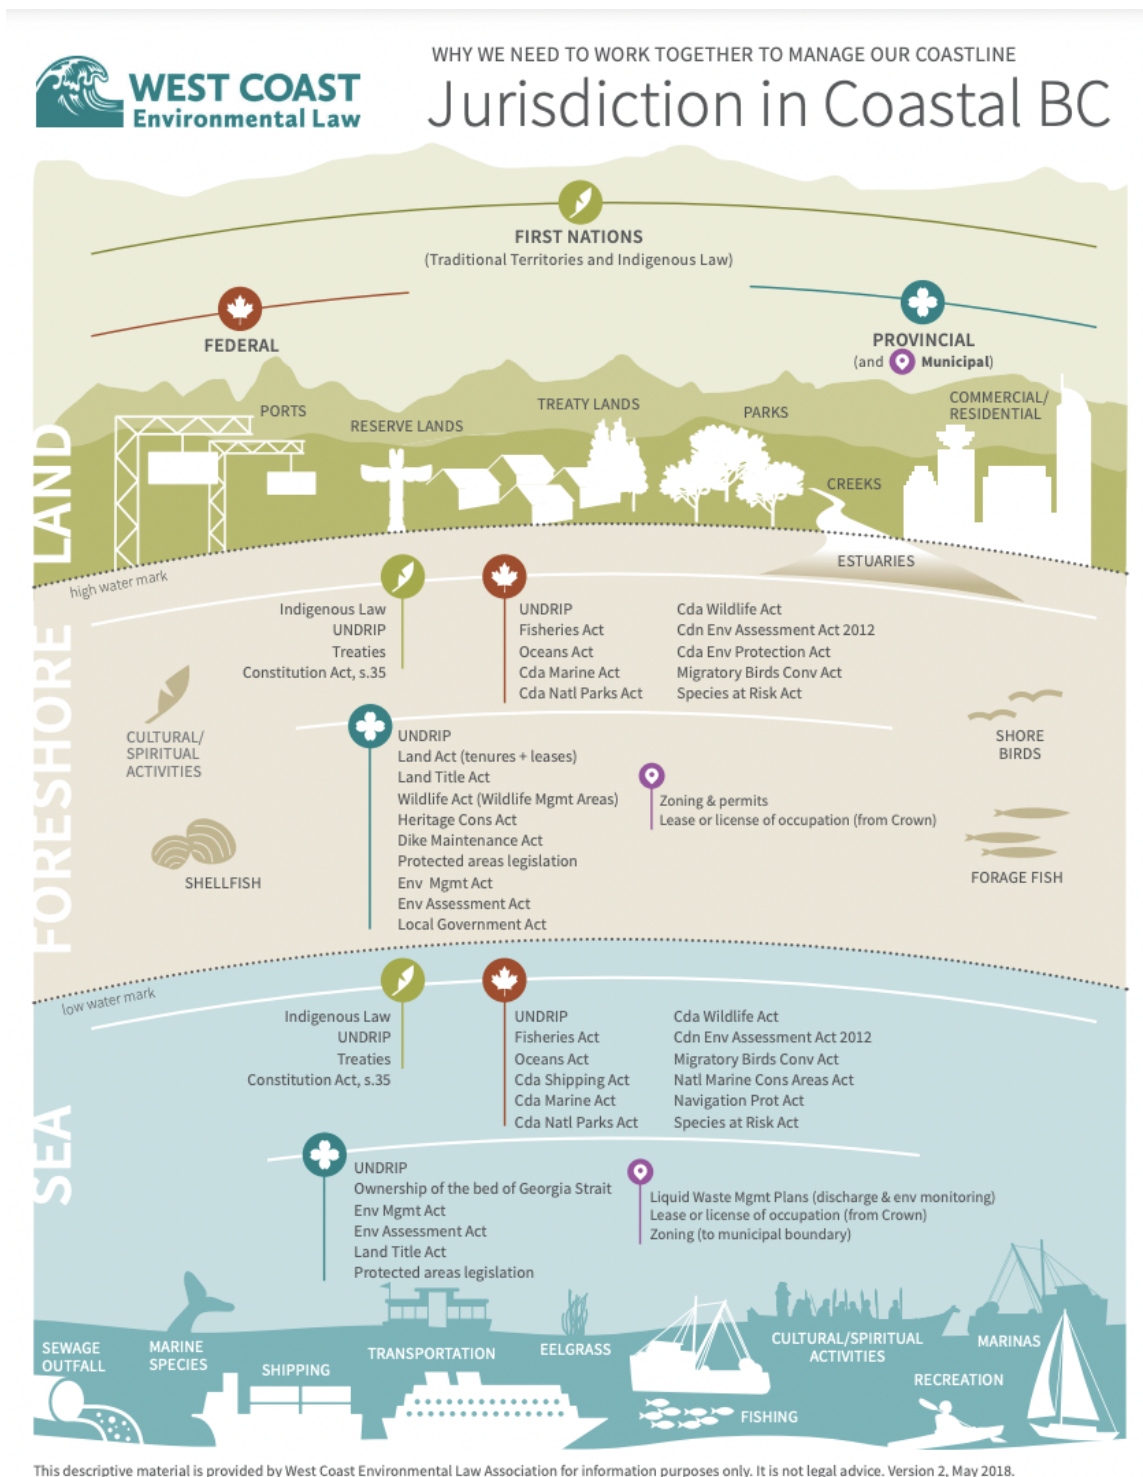 WEST COAST
Environmental Law
WHY WE NEED TO WORK TOGETHER TO MANAGE OUR COASTLINE
Jurisdiction in Coastal BC
FIRST NATIONS
(Traditional Territories and Indigenous Law)
FEDERAL
PROVINCIAL
(and Municipal)
LAND
PORTS
RESERVE LANDS
TREATY LANDS
PARKS
COMMERCIAL/
RESIDENTIAL
CREEKS
ESTUARIES
high water mark
FORESHORE
Indigenous Law
UNDRIP
Treaties
Constitution Act, s.35
UNDRIP
Fisheries Act
Oceans Act
Cda Marine Act
Cda Natl Parks Act
Cda Wildlife Act
Cdn Env Assessment Act 2012
Cda Env Protection Act
Migratory Birds Conv Act
Species at Risk Act
CULTURAL/
SPIRITUAL
ACTIVITIES
SHELLFISH
UNDRIP
Land Act (tenures + leases)
Land Title Act
Wildlife Act (Wildlife Mgmt Areas)
Heritage Cons Act
Dike Maintenance Act
Protected areas legislation
Env Mgmt Act
Env Assessment Act
Local Government Act
Zoning & permits
Lease or license of occupation (from Crown)
SHORE
BIRDS
FORAGE FISH
low water mark
SEA
Indigenous Law
UNDRIP
Treaties
Constitution Act, s.35
UNDRIP
Fisheries Act
Oceans Act
Cda Shipping Act
Cda Marine Act
Cda Natl Parks Act
Cda Wildlife Act
Cdn Env Assessment Act 2012
Migratory Birds Conv Act
Natl Marine Cons Areas Act
Navigation Prot Act
Species at Risk Act
UNDRIP
Ownership of the bed of Georgia Strait
Env Mgmt Act
Env Assessment Act
Land Title Act
Protected areas legislation
Liquid Waste Mgmt Plans (discharge & env monitoring)
Lease or license of occupation (from Crown)
Zoning (to municipal boundary)
SEWAGE
OUTFALL
MARINE
SPECIES
SHIPPING
TRANSPORTATION
EELGRASS
FISHING
CULTURAL/SPIRITUAL
ACTIVITIES
MARINAS
RECREATION
This descriptive material is provided by West Coast Environmental Law Association for information purposes only. It is not legal advice. Version 2, May 2018.